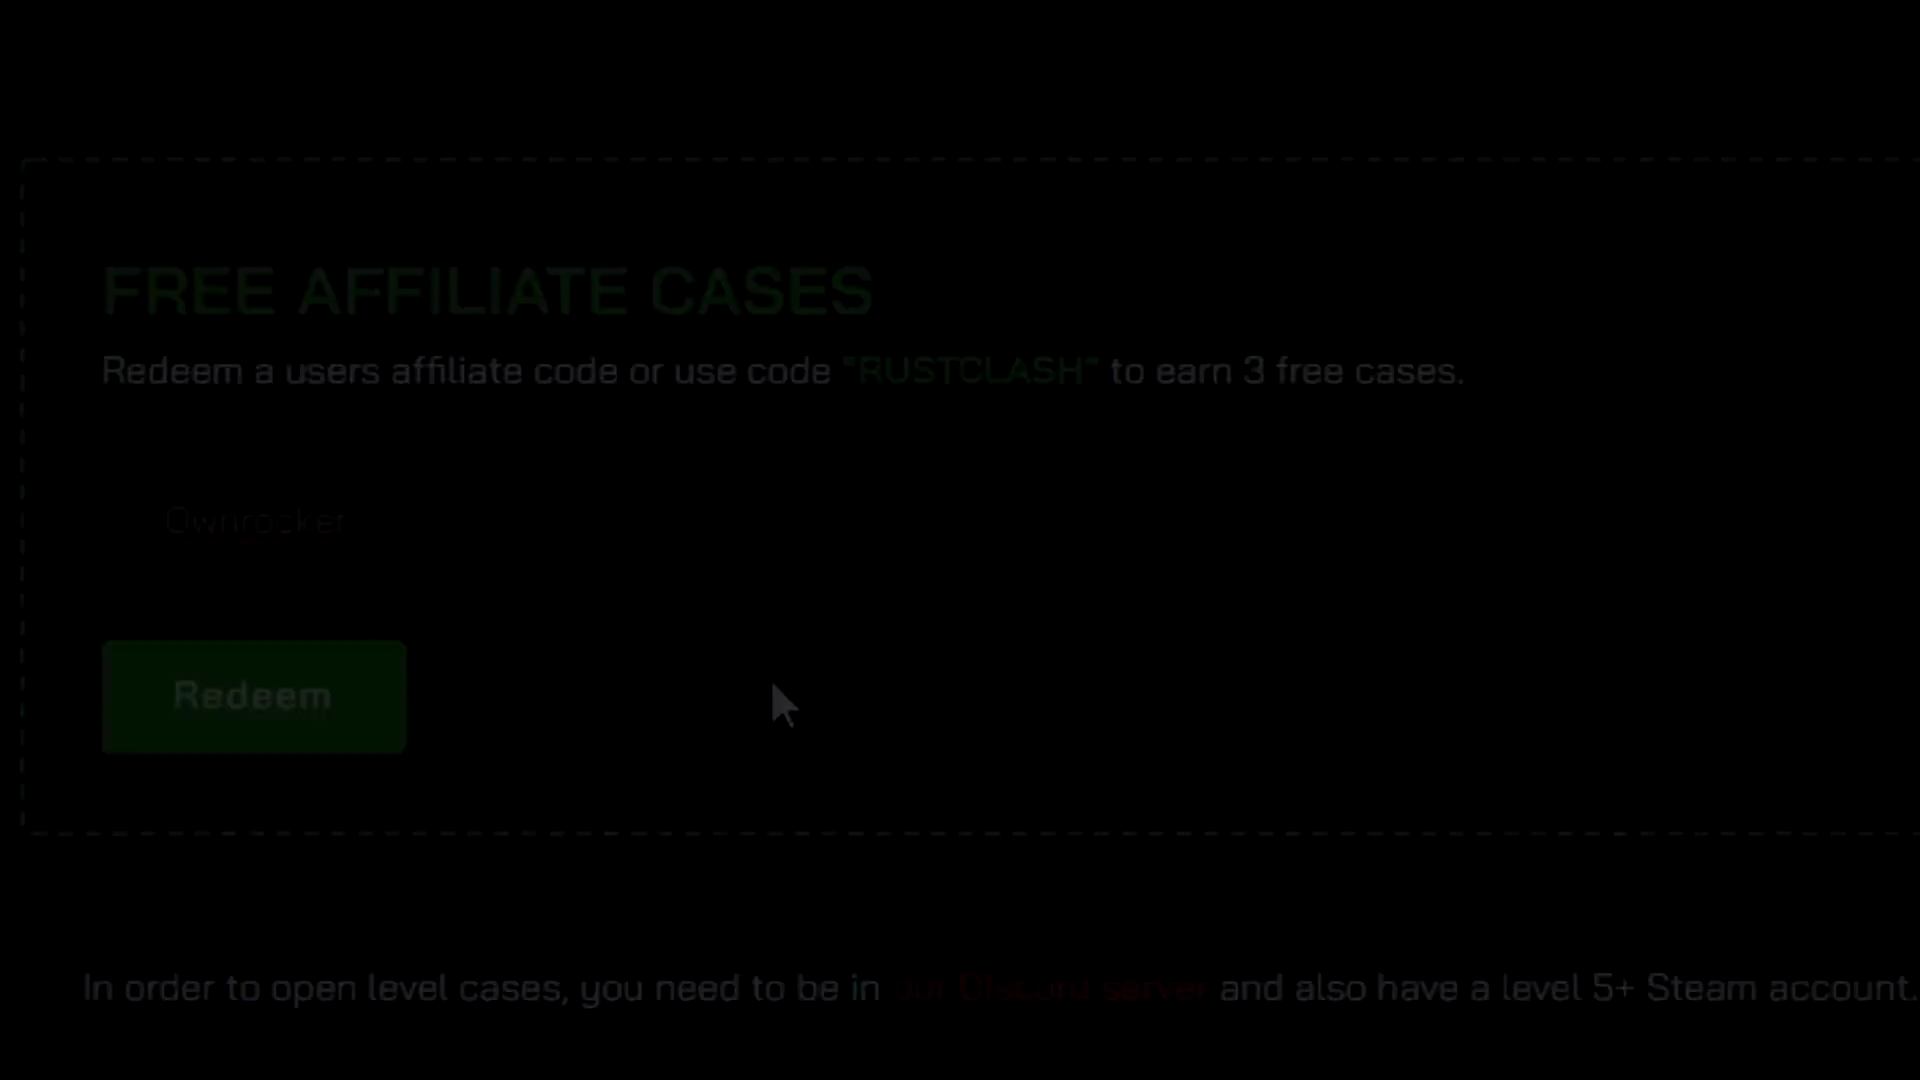 FREE AFFILIATE CASES
Redeem a users affiliate code or use code "RUSTCLASH" to earn 3 free cases.
Ownrocker
Redeem
In order to open level cases, you need to be in our Discord server and also have a level 5+ Steam account.